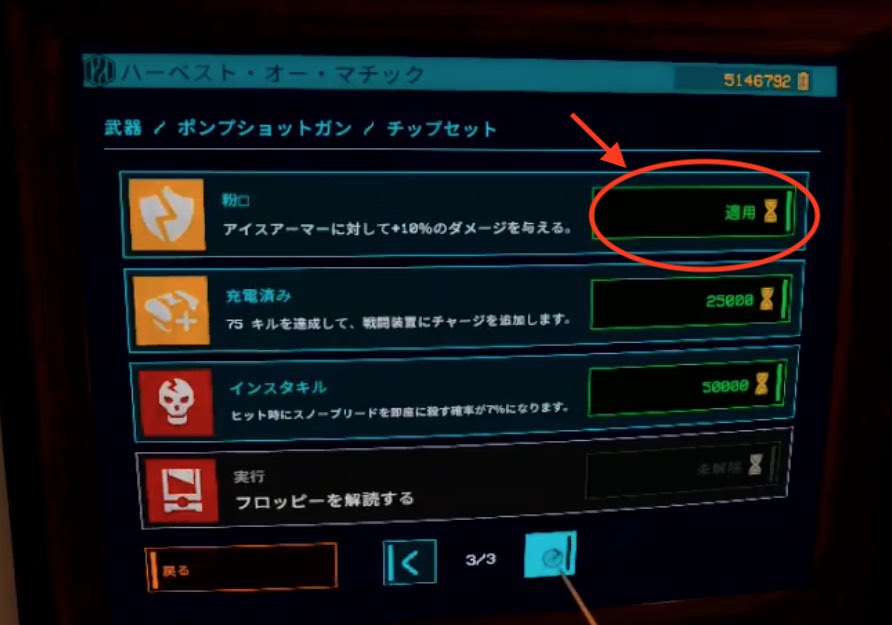 ハーベスト・オー・マチック
5146792
武器 / ポンプショットガン / チップセット
粉□
アイスアーマーに対して+10%のダメージを与える。
適用
充電済み
75 キルを達成して、戦闘装置にチャージを追加します。
25000
インスタキル
ヒット時にスノーブリードを即座に殺す確率が7%になります。
50000
実行
フロッピーを解読する
未解除
戻る
3/3